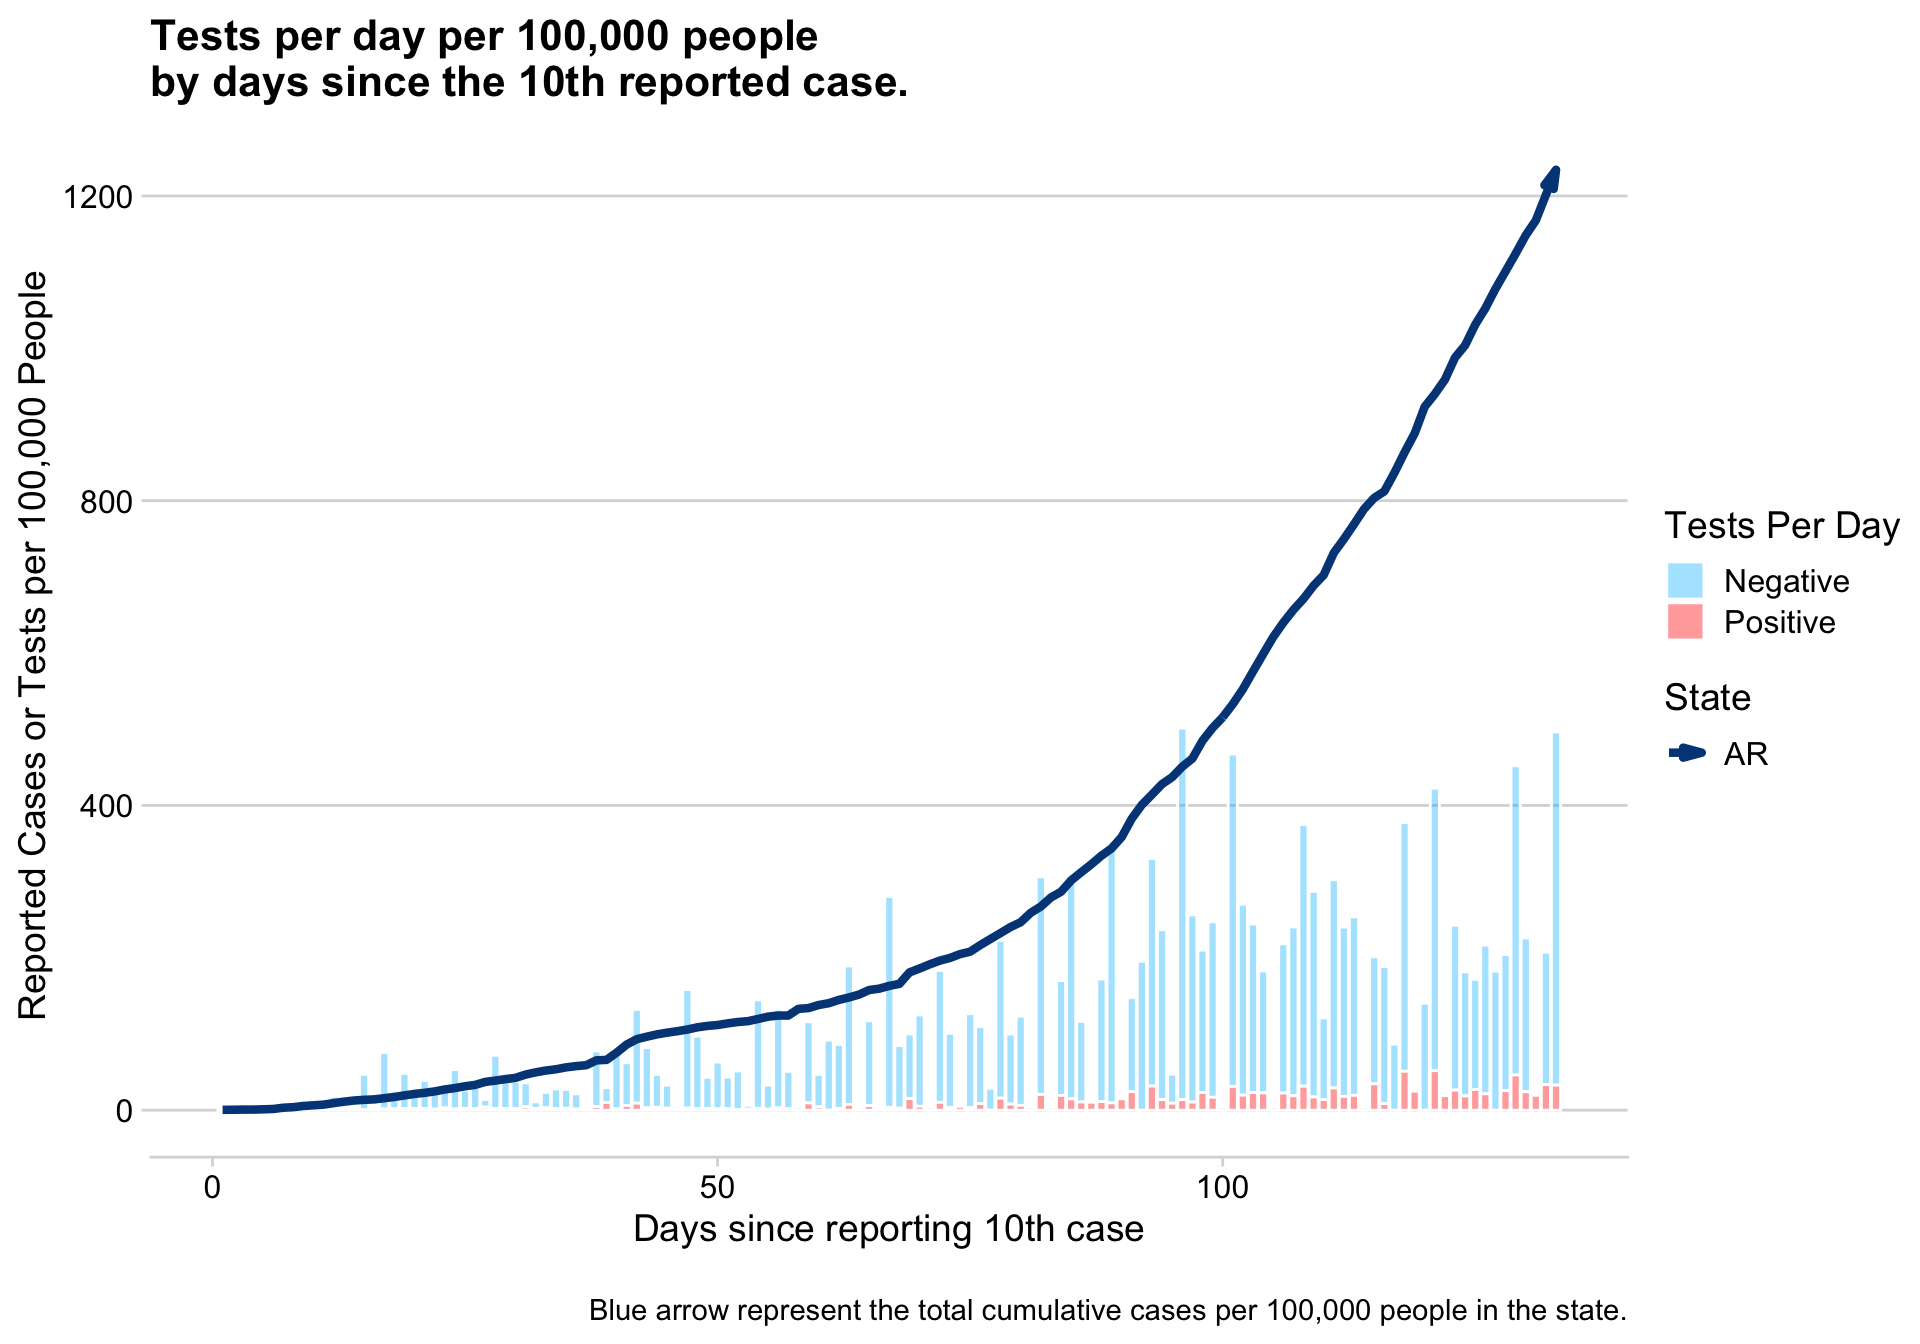 Tests per day per 100,000 people
by days since the 10th reported case.
Reported Cases or Tests per 100,000 People
1200
800
400
0
0 50 100
Days since reporting 10th case
Tests Per Day
Negative
Positive
State
AR
Blue arrow represent the total cumulative cases per 100,000 people in the state.